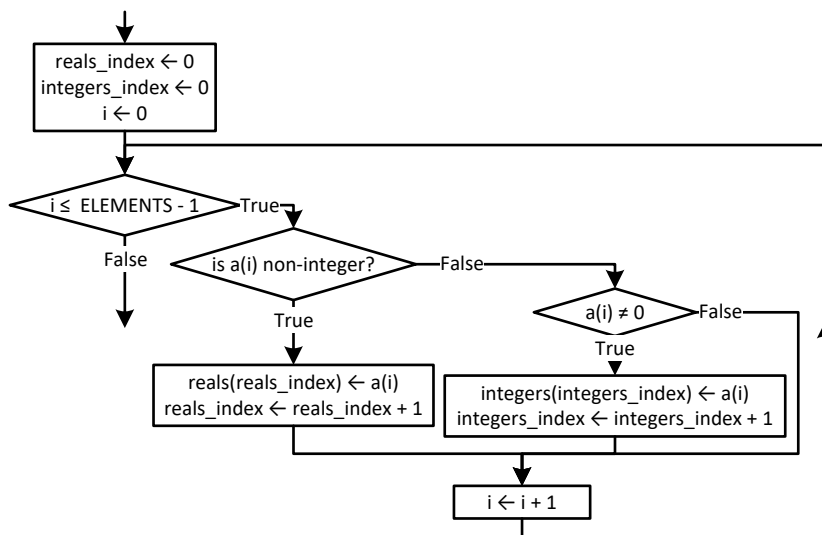 reals_index ← 0
integers_index ← 0
i ← 0
i ≤ ELEMENTS - 1
True
False
is a(i) non-integer?
False
True
a(i) ≠ 0
False
True
reals(reals_index) ← a(i)
reals_index ← reals_index + 1
integers(integers_index) ← a(i)
integers_index ← integers_index + 1
i ← i + 1